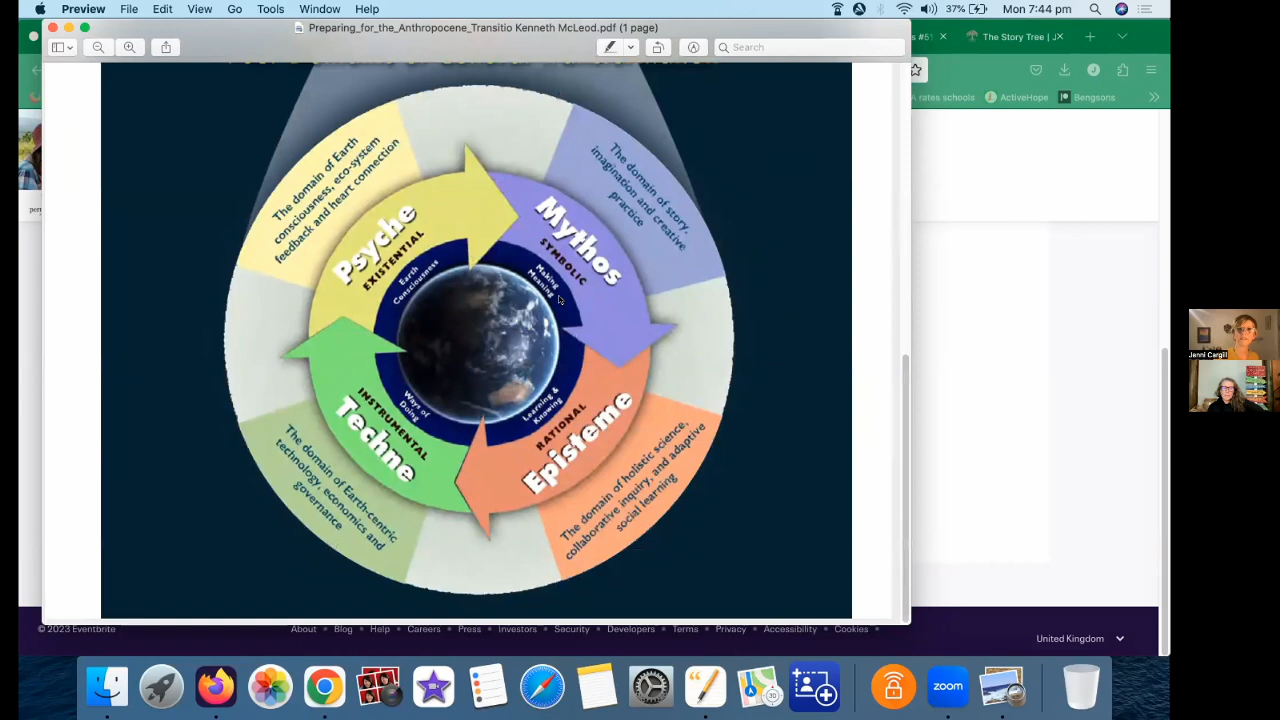 Preview File Edit View Go Tools Window Help
37% Mon 7:44 pm
Preparing_for_the_Anthropocene_Transitio Kenneth McLeod.pdf (1 page)
Search
s #51
The Story Tree | J
A rates schools
ActiveHope
Bengsons
The domain of Earth
consciousness, eco-system
feedback and heart connection
The domain of story,
imagination and creative
practice
Psyche
EXISTENTIAL
Earth
Consciousness
Mythos
SYMBOLIC
Making
Meaning
Techne
INSTRUMENTAL
Ways of
Doing
Episteme
RATIONAL
Learning &
Knowing
The domain of Earth-centric
technology, economics and
governance
The domain of holistic science,
collaborative inquiry, and adaptive
social learning
Jenni Cargill
© 2023 Eventbrite
About · Blog · Help · Careers · Press · Investors · Security · Developers · Terms · Privacy · Accessibility · Cookies ·
United Kingdom
zoom